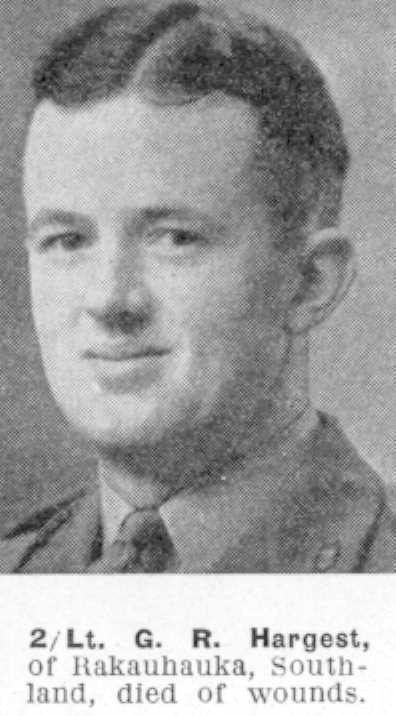 2/Lt. G. R. Hargest,
of Rakauhauka, South-
land, died of wounds.